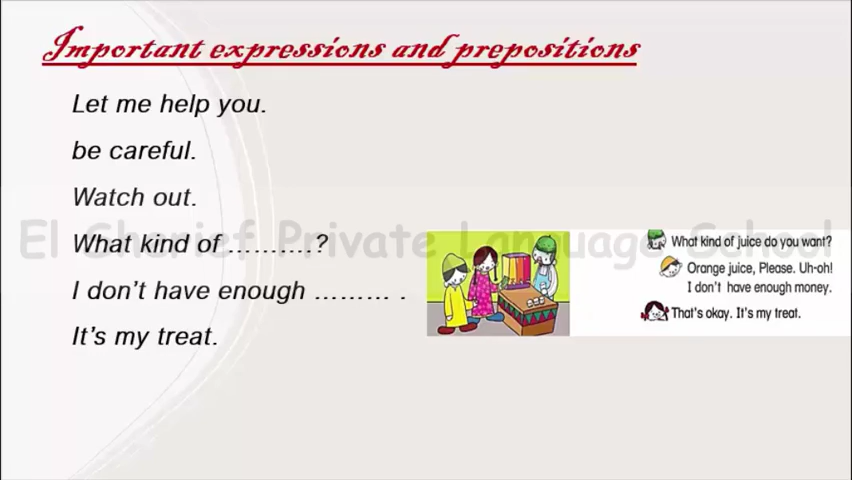 Important expressions and prepositions
Let me help you.
be careful.
Watch out.
El Sherief Private Language School
What kind of ..........?
I don't have enough ......... .
It's my treat.
What kind of juice do you want?
Orange juice, Please. Uh-oh!
I don't have enough money.
That's okay. It's my treat.